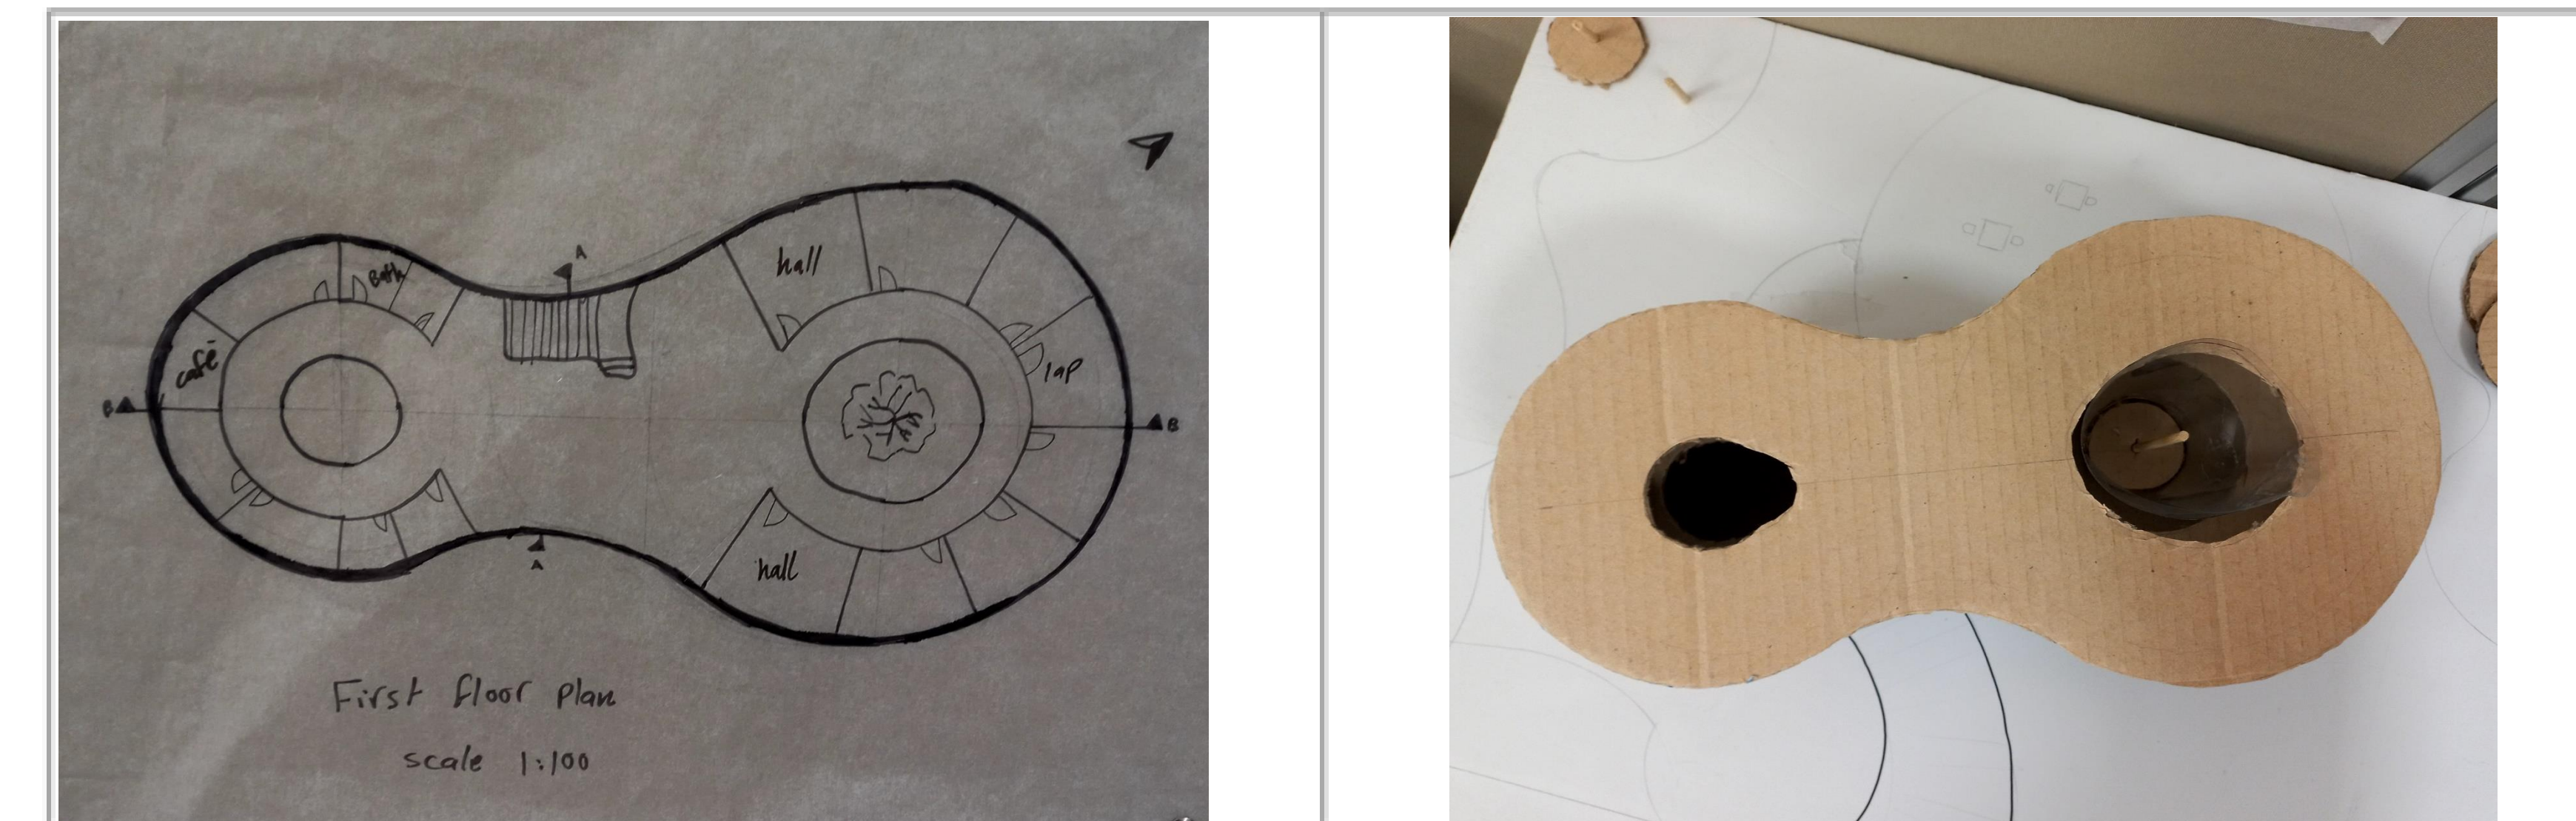 A
hall
Bath
café
lap
B
B
hall
A
First floor plan
scale 1:100